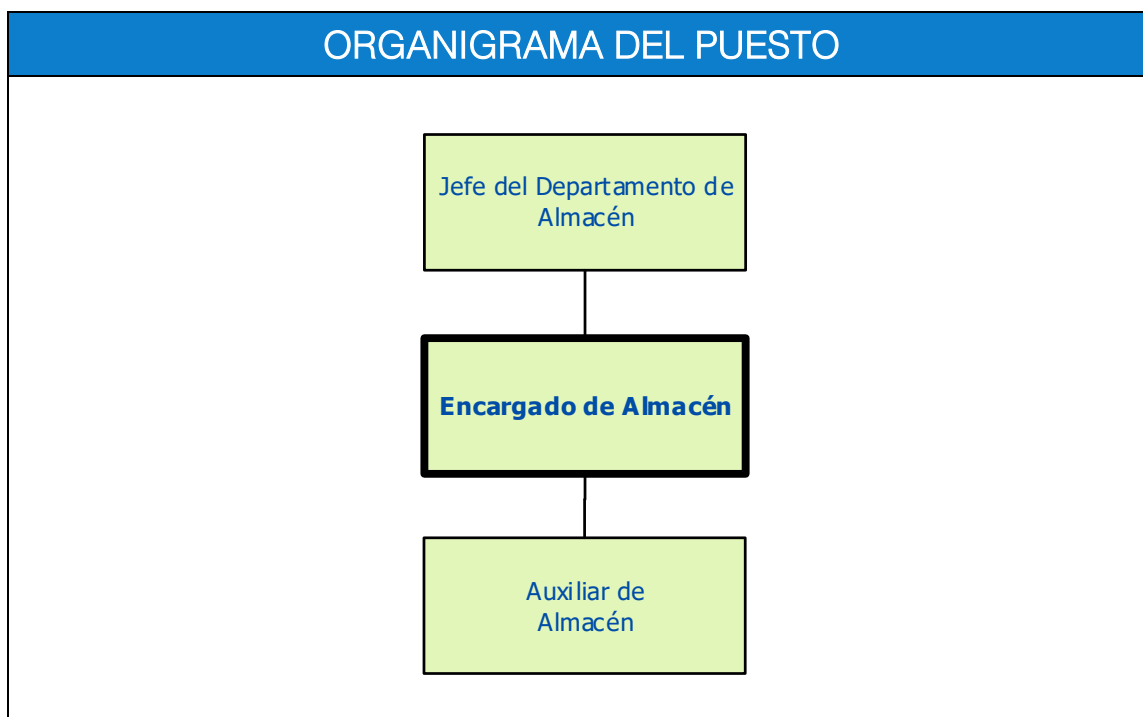 ORGANIGRAMA DEL PUESTO
Jefe del Departamento de
Almacén
Encargado de Almacén
Auxiliar de
Almacén